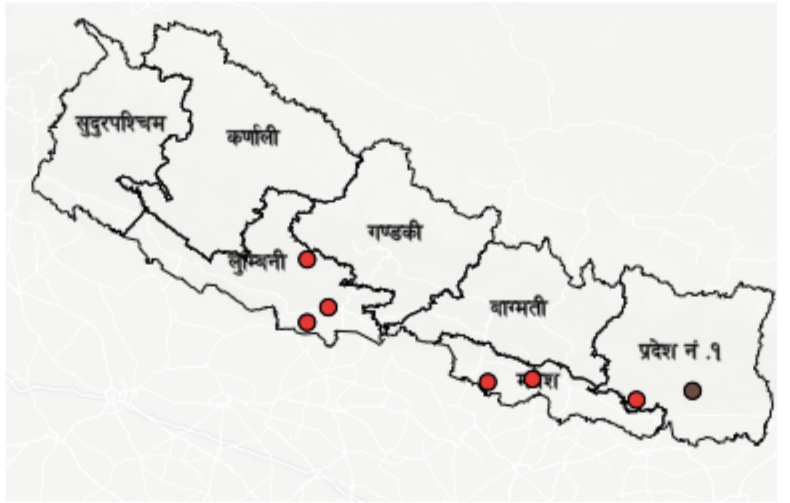 सुदुरपश्चिम
कर्णाली
गण्डकी
लुम्बिनी
बाग्मती
प्रदेश नं .१